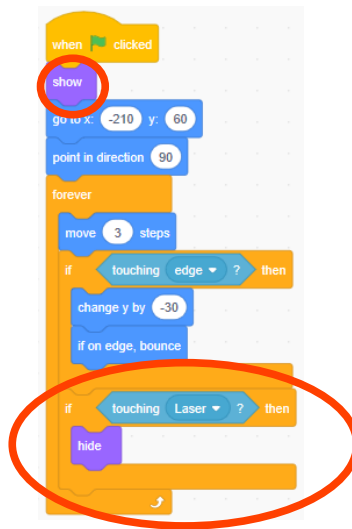 when clicked
show
go to x: -210 y: 60
point in direction 90
forever
move 3 steps
if touching edge ? then
change y by -30
if on edge, bounce
if touching Laser ? then
hide